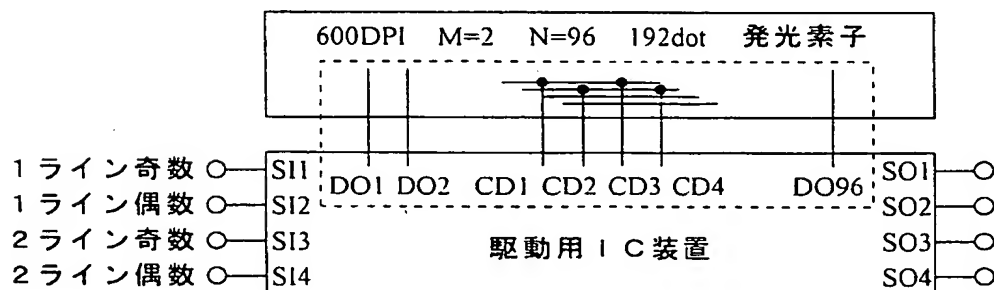 600DPI M=2 N=96 192dot 発光素子
1ライン奇数 SI1 DO1 DO2 CD1 CD2 CD3 CD4 DO96 SO1
1ライン偶数 SI2 SO2
2ライン奇数 SI3 駆動用IC装置 SO3
2ライン偶数 SI4 SO4